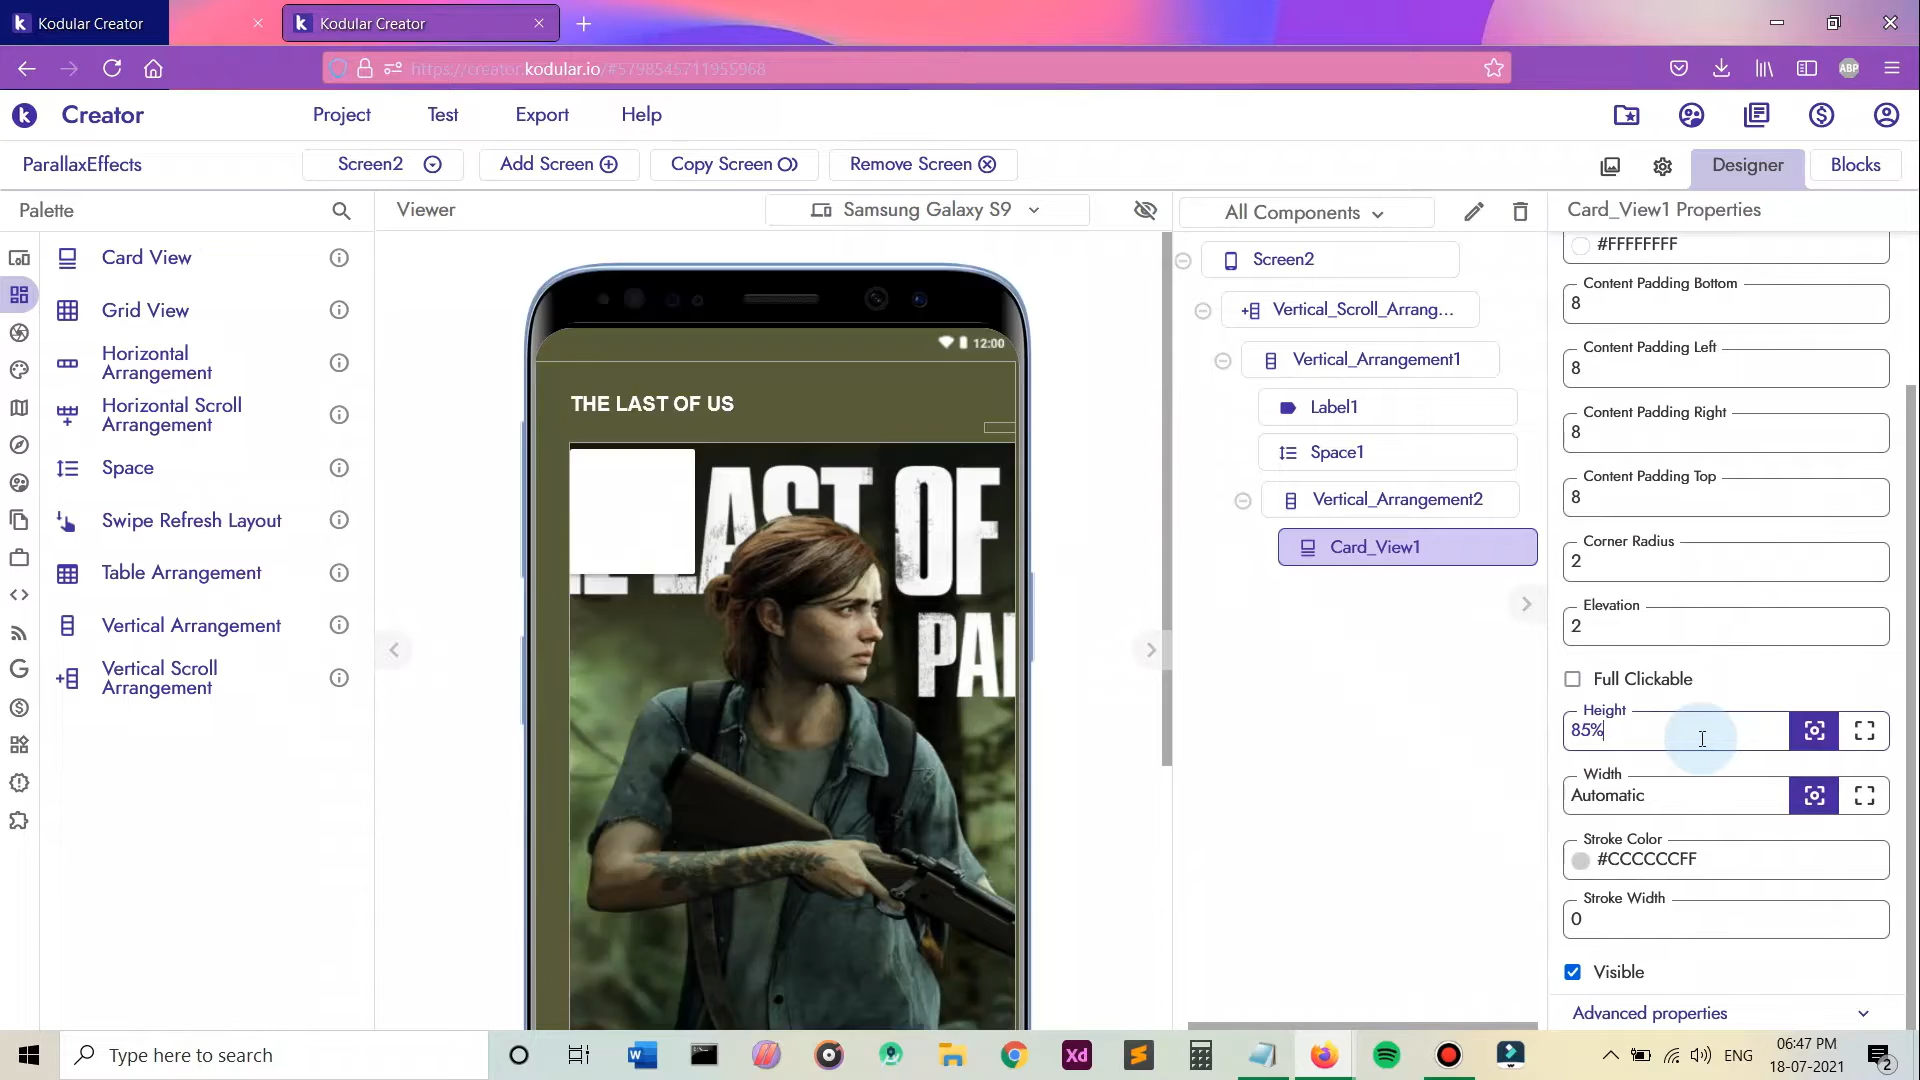 Kodular Creator
Kodular Creator
https://creator.kodular.io/#5798545711955968
ABP
Creator
Project
Test
Export
Help
ParallaxEffects
Screen2
Add Screen
Copy Screen
Remove Screen
Designer
Blocks
Palette
Viewer
Samsung Galaxy S9
All Components
Card_View1 Properties
Card View
Grid View
Horizontal
Arrangement
Horizontal Scroll
Arrangement
Space
Swipe Refresh Layout
Table Arrangement
Vertical Arrangement
Vertical Scroll
Arrangement
12:00
THE LAST OF US
LAST OF
PA
Screen2
Vertical_Scroll_Arrang...
Vertical_Arrangement1
Label1
Space1
Vertical_Arrangement2
Card_View1
#FFFFFFFF
Content Padding Bottom
8
Content Padding Left
8
Content Padding Right
8
Content Padding Top
8
Corner Radius
2
Elevation
2
Full Clickable
Height
85%
Width
Automatic
Stroke Color
#CCCCCCFF
Stroke Width
0
Visible
Advanced properties
Type here to search
Xd
ENG
06:47 PM
18-07-2021
2